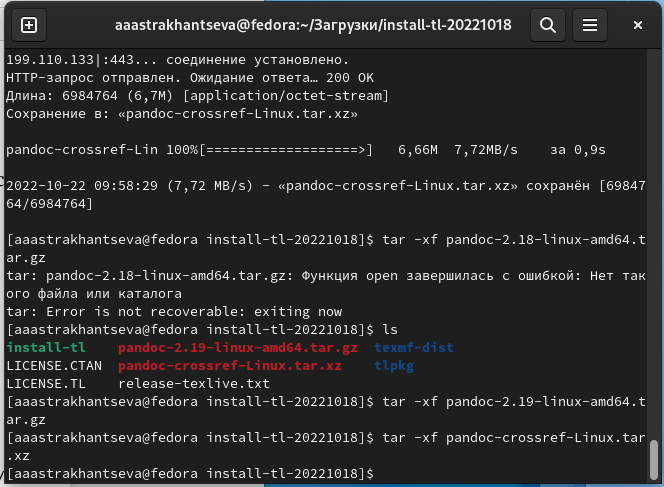 aaastrakhantseva@fedora:~/Загрузки/install-tl-20221018
199.110.133|:443... соединение установлено.
HTTP-запрос отправлен. Ожидание ответа… 200 OK
Длина: 6984764 (6,7M) [application/octet-stream]
Сохранение в: «pandoc-crossref-Linux.tar.xz»
pandoc-crossref-Lin 100%[===================>]   6,66M  7,72MB/s    за 0,9s
2022-10-22 09:58:29 (7,72 MB/s) - «pandoc-crossref-Linux.tar.xz» сохранён [69847
64/6984764]
[aaastrakhantseva@fedora install-tl-20221018]$ tar -xf pandoc-2.18-linux-amd64.t
ar.gz
tar: pandoc-2.18-linux-amd64.tar.gz: Функция open завершилась с ошибкой: Нет так
ого файла или каталога
tar: Error is not recoverable: exiting now
[aaastrakhantseva@fedora install-tl-20221018]$ ls
install-tl    pandoc-2.19-linux-amd64.tar.gz  texmf-dist
LICENSE.CTAN  pandoc-crossref-Linux.tar.xz    tlpkg
LICENSE.TL    release-texlive.txt
[aaastrakhantseva@fedora install-tl-20221018]$ tar -xf pandoc-2.19-linux-amd64.t
ar.gz
[aaastrakhantseva@fedora install-tl-20221018]$ tar -xf pandoc-crossref-Linux.tar
.xz
[aaastrakhantseva@fedora install-tl-20221018]$